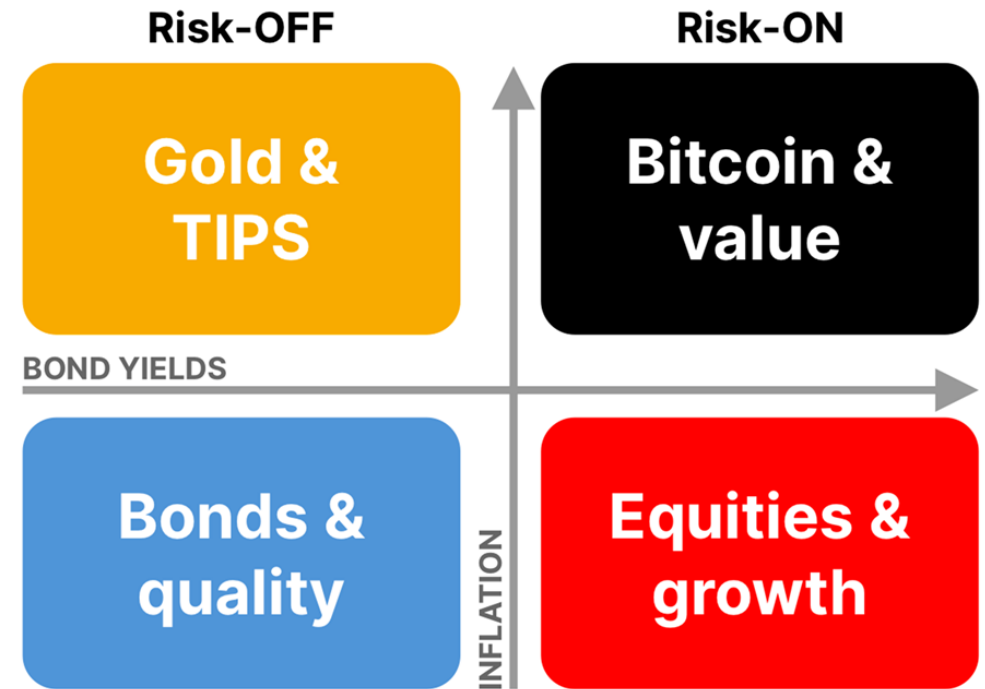 Risk-OFF
Risk-ON
Gold &
TIPS
Bitcoin &
value
BOND YIELDS
Bonds &
quality
INFLATION
Equities &
growth